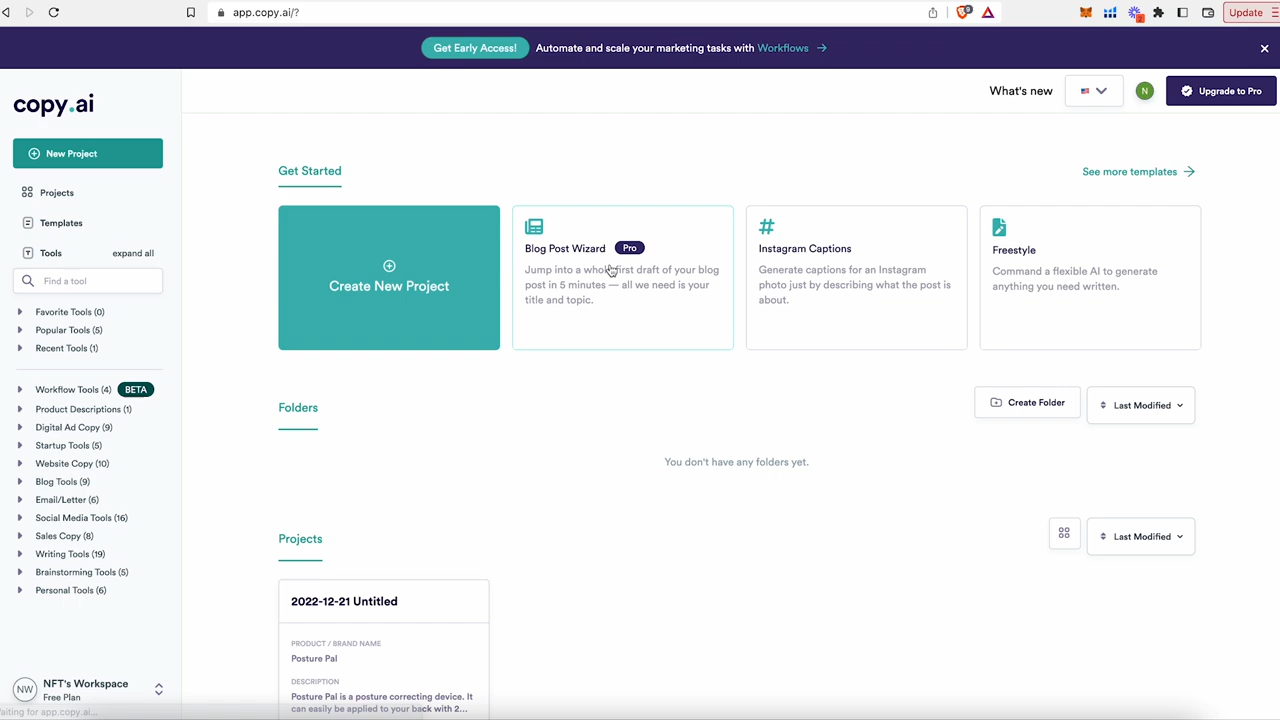 app.copy.ai/?
9
2
Update
Get Early Access!
Automate and scale your marketing tasks with Workflows →
copy.ai
What's new
N
Upgrade to Pro
New Project
Projects
Templates
Tools
expand all
Find a tool
Favorite Tools (0)
Popular Tools (5)
Recent Tools (1)
Workflow Tools (4) BETA
Product Descriptions (1)
Digital Ad Copy (9)
Startup Tools (5)
Website Copy (10)
Blog Tools (9)
Email/Letter (6)
Social Media Tools (16)
Sales Copy (8)
Writing Tools (19)
Brainstorming Tools (5)
Personal Tools (6)
NW
NFT's Workspace
Free Plan
aiting for app.copy.ai...
Get Started
See more templates →
Create New Project
Blog Post Wizard Pro
Jump into a whole first draft of your blog
post in 5 minutes — all we need is your
title and topic.
Instagram Captions
Generate captions for an Instagram
photo just by describing what the post is
about.
Freestyle
Command a flexible AI to generate
anything you need written.
Folders
Create Folder
Last Modified
You don't have any folders yet.
Projects
Last Modified
2022-12-21 Untitled
PRODUCT / BRAND NAME
Posture Pal
DESCRIPTION
Posture Pal is a posture correcting device. It
can easily be applied to your back with 2...